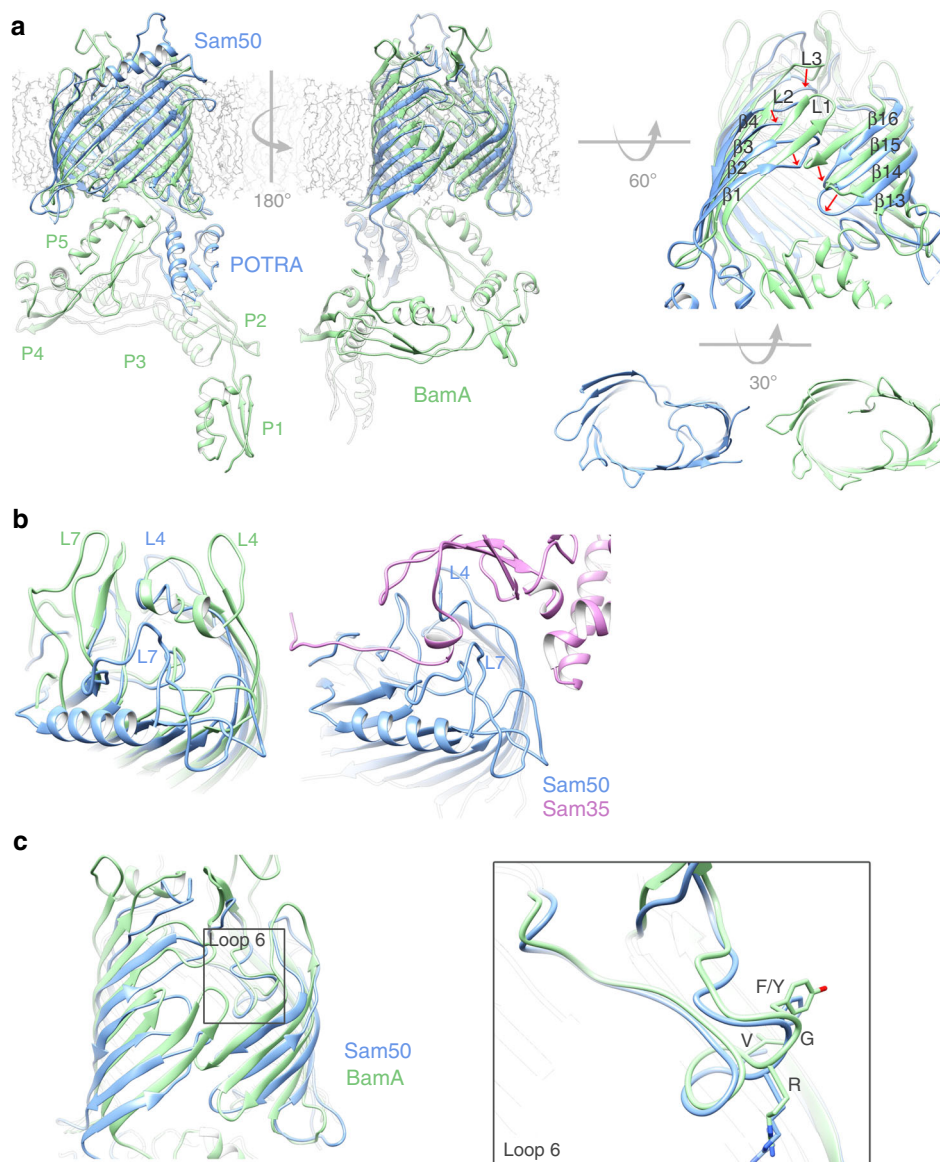 a
Sam50
180°
P5
POTRA
P2
P4
P3
P1
BamA
60°
L3
L2
L1
β4
β3
β2
β1
β16
β15
β14
β13
30°
b
L7
L4
L4
L7
L4
L7
Sam50
Sam35
c
Loop 6
Sam50
BamA
F/Y
V
G
R
Loop 6